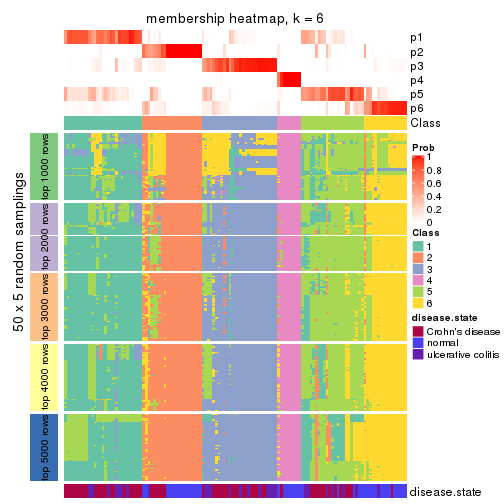 membership heatmap, k = 6
p1
p2
p3
p4
p5
p6
Class
50 x 5 random samplings
top 1000 rows
top 2000 rows
top 3000 rows
top 4000 rows
top 5000 rows
Prob
1
0.8
0.6
0.4
0.2
0
Class
1
2
3
4
5
6
disease.state
Crohn's disease
normal
ulcerative colitis
disease.state